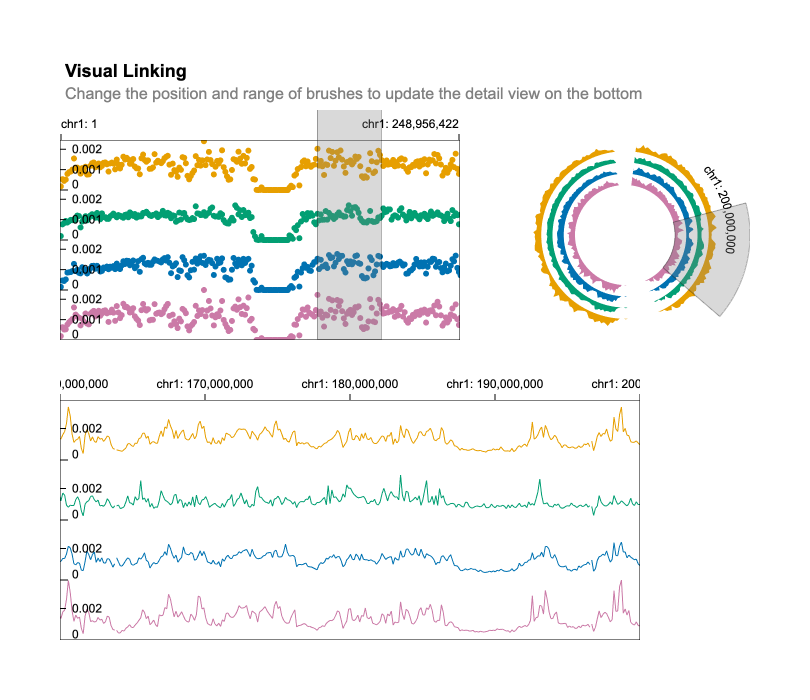 Visual Linking
Change the position and range of brushes to update the detail view on the bottom
chr1: 1
chr1: 248,956,422
0.002
0.001
0
0.002
0.001
0
0.002
0.001
0
0.002
0.001
0
chr1: 200,000,000
0,000,000
chr1: 170,000,000
chr1: 180,000,000
chr1: 190,000,000
chr1: 200
0.002
0
0.002
0
0.002
0
0.002
0